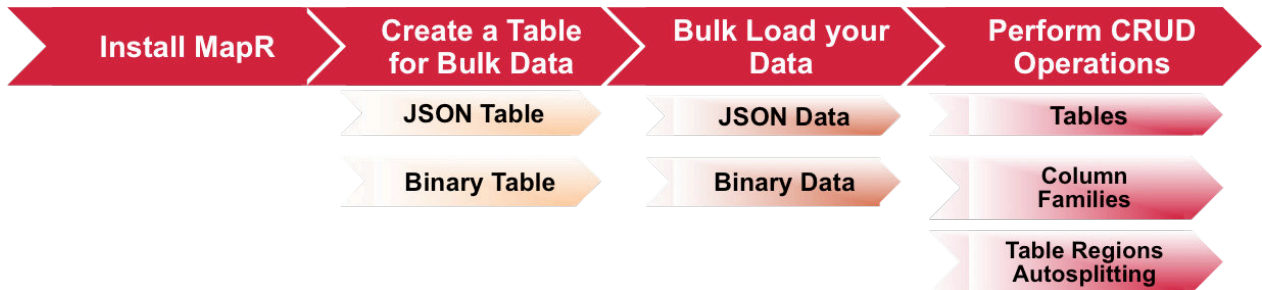 Install MapR
Create a Table
for Bulk Data
Bulk Load your
Data
Perform CRUD
Operations
JSON Table
JSON Data
Tables
Binary Table
Binary Data
Column
Families
Table Regions
Autosplitting